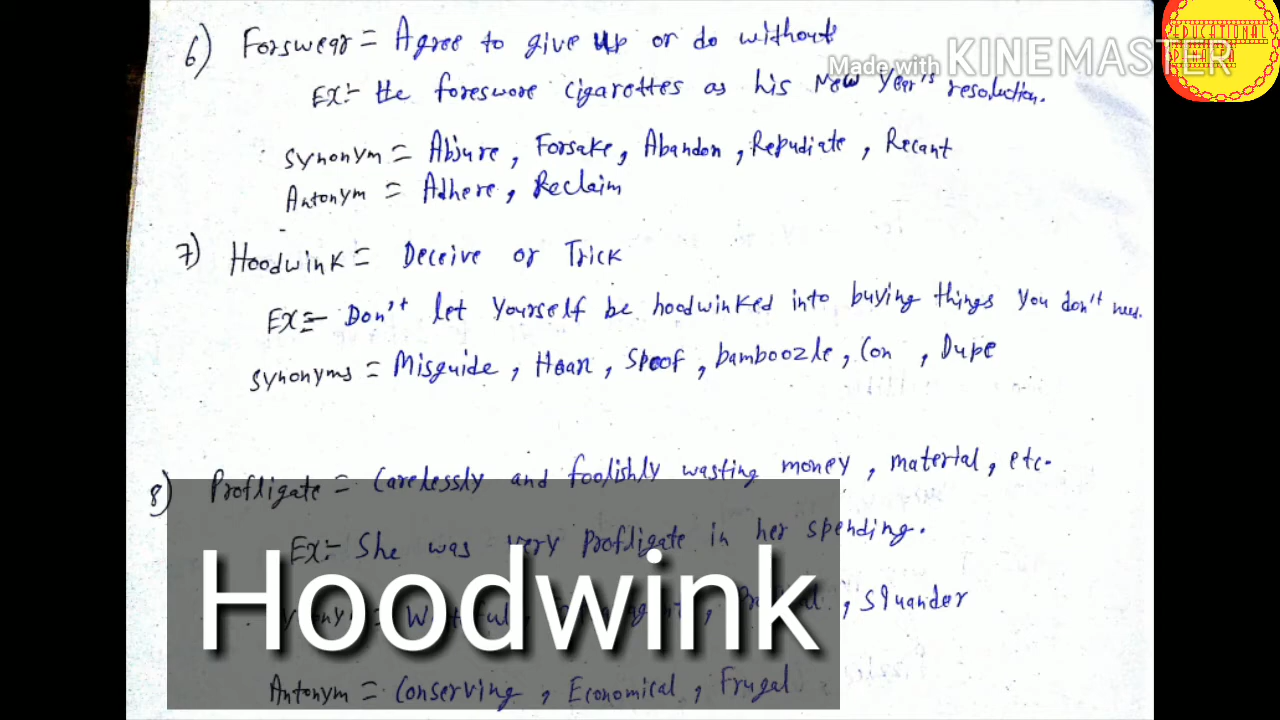 6) Forswear = Agree to give up or do without
EX:- He foreswore cigarettes as his New Year's resolution.
Synonym = Abjure, Forsake, Abandon, Repudiate, Recant
Antonym = Adhere, Reclaim
7) Hoodwink = Deceive or Trick
EX:- Don't let yourself be hoodwinked into buying things you don't need.
Synonyms = Misguide, Hoax, Spoof, bamboozle, Con, Dupe
8) Profligate = Carelessly and foolishly wasting money, material, etc.
EX:- She was very profligate in her spending.
, squander
Antonym = Conserving, Economical, Frugal
Hoodwink
Made with KINEMASTER
EDUCATIONAL